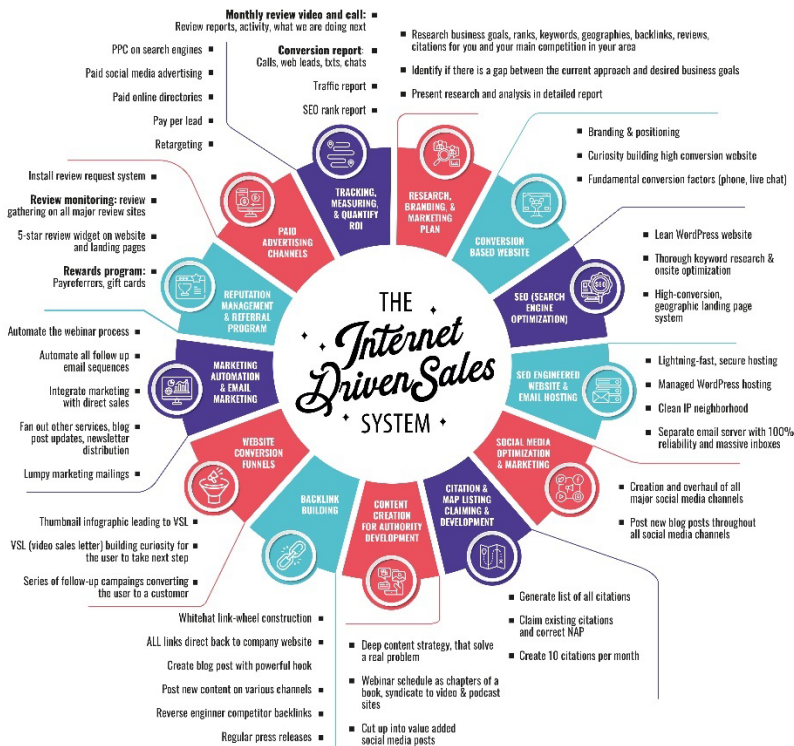 Monthly review video and call:
Review reports, activity, what we are doing next
Conversion report:
Calls, web leads, txts, chats
Traffic report
SEO rank report
Research business goals, ranks, keywords, geographies, backlinks, reviews,
citations for you and your main competition in your area
Identify if there is a gap between the current approach and desired business goals
Present research and analysis in detailed report
PPC on search engines
Paid social media advertising
Paid online directories
Pay per lead
Retargeting
Branding & positioning
Curiosity building high conversion website
Fundamental conversion factors (phone, live chat)
Install review request system
Review monitoring: review
gathering on all major review sites
5-star review widget on website
and landing pages
Rewards program:
Payreferrers, gift cards
Lean WordPress website
Thorough keyword research &
onsite optimization
High-conversion,
geographic landing page
system
Automate the webinar process
Automate all follow up
email sequences
Integrate marketing
with direct sales
Fan out other services, blog
post updates, newsletter
distribution
Lumpy marketing mailings
Lightning-fast, secure hosting
Managed WordPress hosting
Clean IP neighborhood
Separate email server with 100%
reliability and massive inboxes
Creation and overhaul of all
major social media channels
Post new blog posts throughout
all social media channels
Thumbnail infographic leading to VSL
VSL (video sales letter) building curiosity for
the user to take next step
Series of follow-up campaings converting
the user to a customer
Generate list of all citations
Claim existing citations
and correct NAP
Create 10 citations per month
Whitehat link-wheel construction
ALL links direct back to company website
Create blog post with powerful hook
Post new content on various channels
Reverse enginner competitor backlinks
Regular press releases
Deep content strategy, that solve
a real problem
Webinar schedule as chapters of a
book, syndicate to video & podcast
sites
Cut up into value added
social media posts
TRACKING,
MEASURING,
& QUANTIFY
ROI
RESEARCH,
BRANDING, &
MARKETING
PLAN
CONVERSION
BASED WEBSITE
SEO (SEARCH
ENGINE
OPTIMIZATION)
SEO
SEO ENGINEERED
WEBSITE &
EMAIL HOSTING
SOCIAL MEDIA
OPTIMIZATION
& MARKETING
CITATION &
MAP LISTING
CLAIMING &
DEVELOPMENT
CONTENT
CREATION
FOR AUTHORITY
DEVELOPMENT
BACKLINK
BUILDING
WEBSITE
CONVERSION
FUNNELS
MARKETING
AUTOMATION
& EMAIL
MARKETING
REPUTATION
MANAGEMENT
& REFERRAL
PROGRAM
PAID
ADVERTISING
CHANNELS
THE
Internet
Driven Sales
SYSTEM